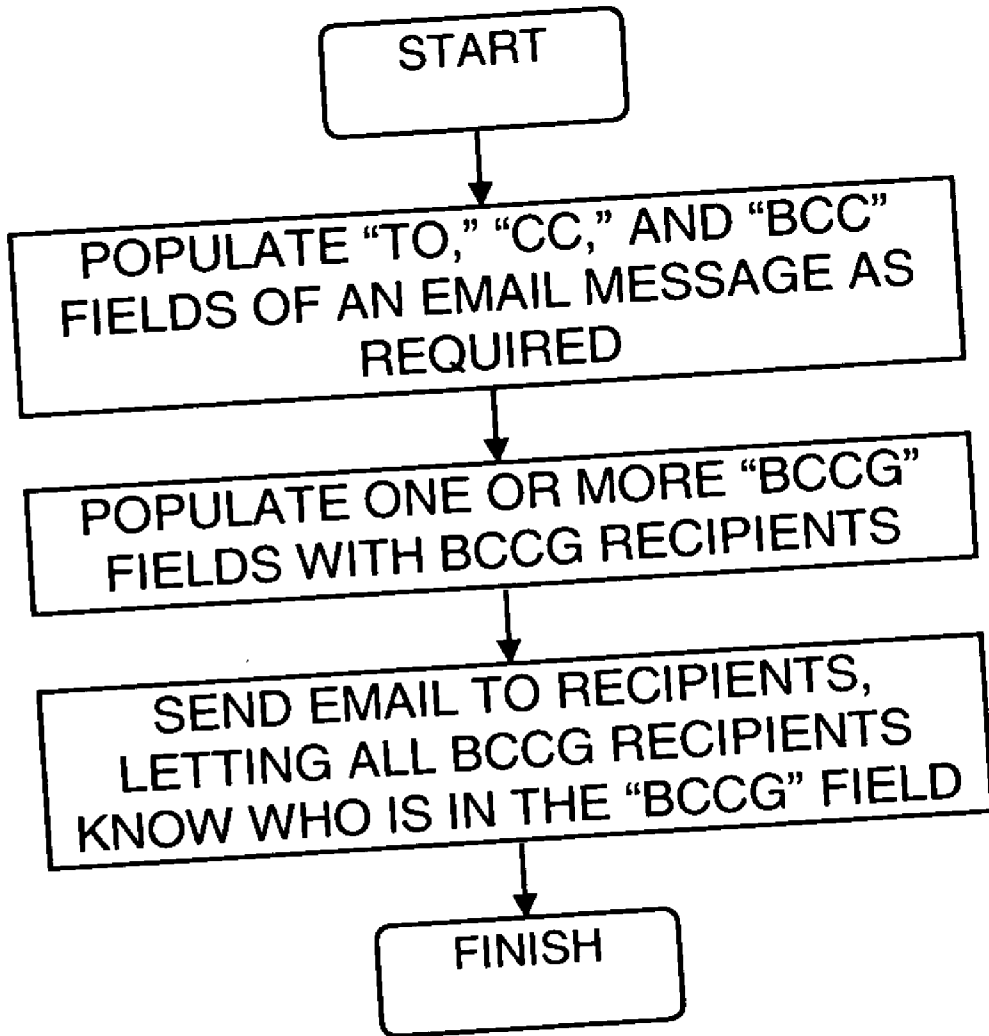 START
POPULATE “TO,” “CC,” AND “BCC”
FIELDS OF AN EMAIL MESSAGE AS
REQUIRED
POPULATE ONE OR MORE “BCCG”
FIELDS WITH BCCG RECIPIENTS
SEND EMAIL TO RECIPIENTS,
LETTING ALL BCCG RECIPIENTS
KNOW WHO IS IN THE “BCCG” FIELD
FINISH